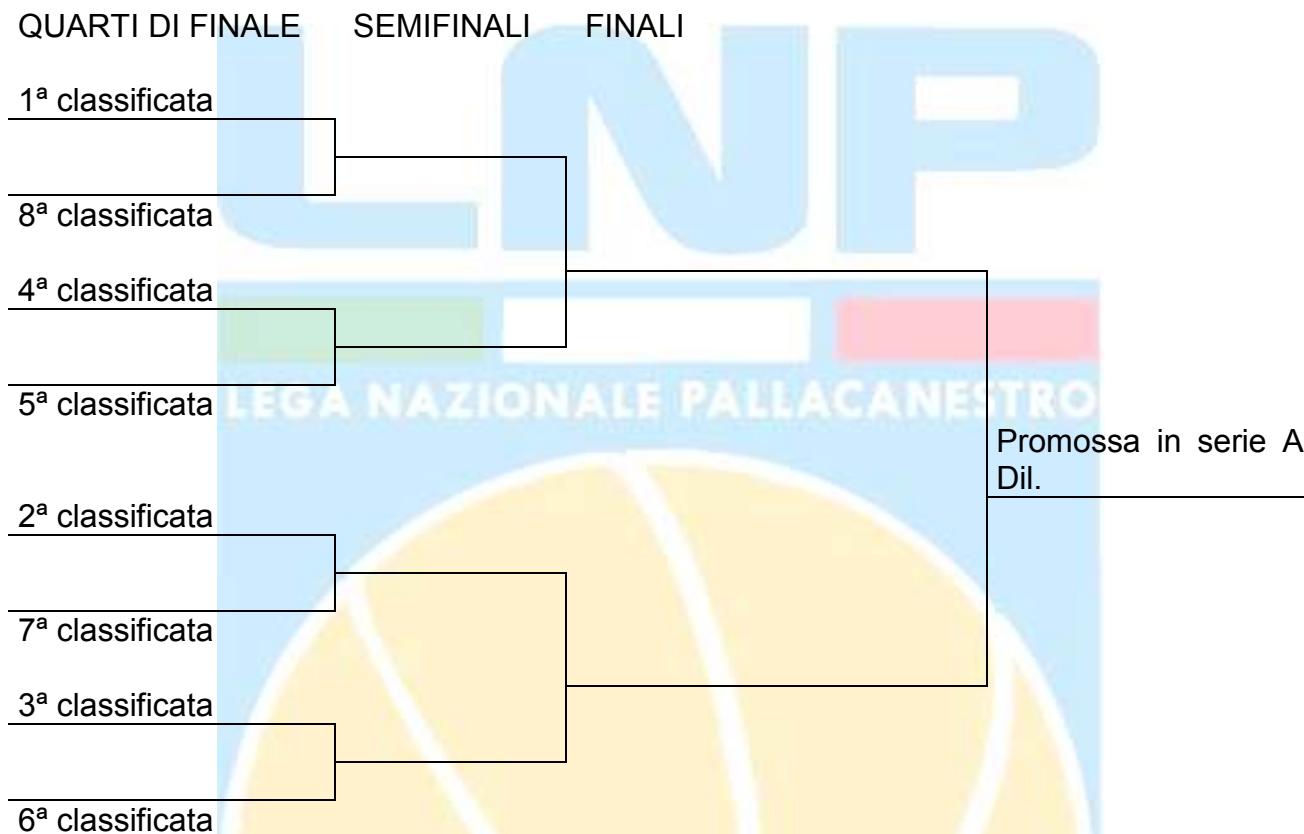 QUARTI DI FINALE SEMIFINALI FINALI
1ª classificata
8ª classificata
4ª classificata
5ª classificata
LNP
LEGA NAZIONALE PALLACANESTRO
Promossa in serie A
Dil.
2ª classificata
7ª classificata
3ª classificata
6ª classificata